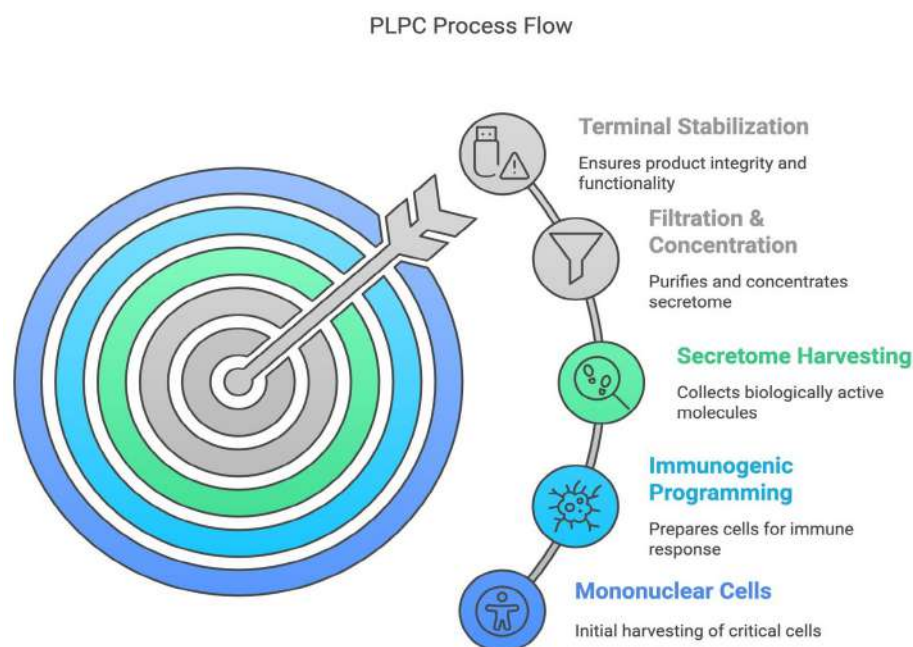 PLPC Process Flow
Terminal Stabilization
Ensures product integrity and
functionality
Filtration &
Concentration
Purifies and concentrates
secretome
Secretome Harvesting
Collects biologically active
molecules
Immunogenic
Programming
Prepares cells for immune
response
Mononuclear Cells
Initial harvesting of critical cells